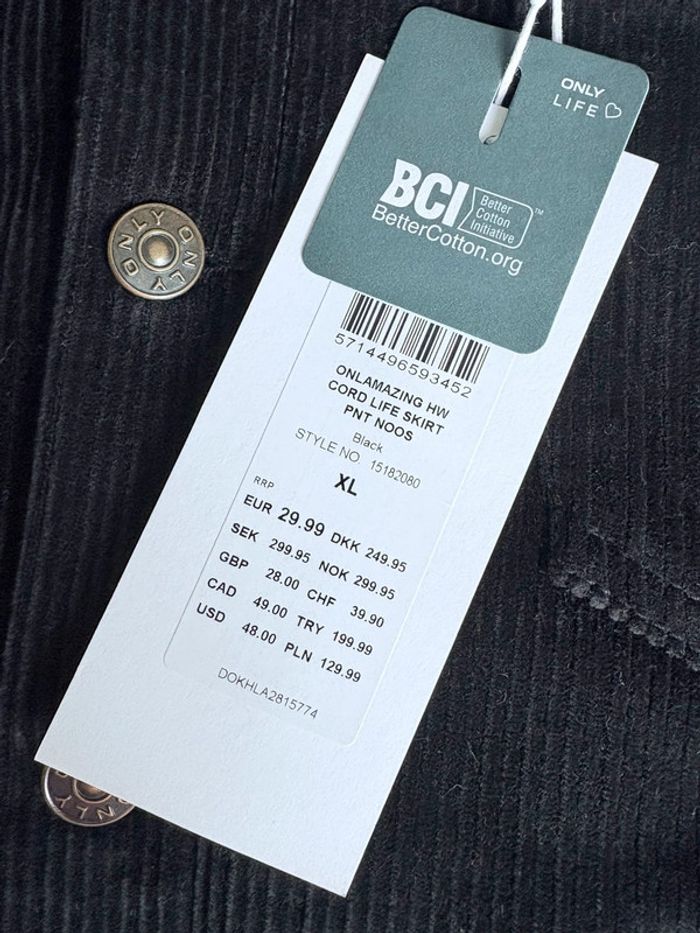 ONLY
LIFE
BCI Better Cotton Initiative ™
BetterCotton.org
ONLY ONLY
5714496593452
ONLAMAZING HW
CORD LIFE SKIRT
PNT NOOS
Black
STYLE NO. 15182080
XL
RRP
EUR 29.99 DKK 249.95
SEK 299.95 NOK 299.95
GBP 28.00 CHF 39.90
CAD 49.00 TRY 199.99
USD 48.00 PLN 129.99
DOKHLA2815774
ONLY